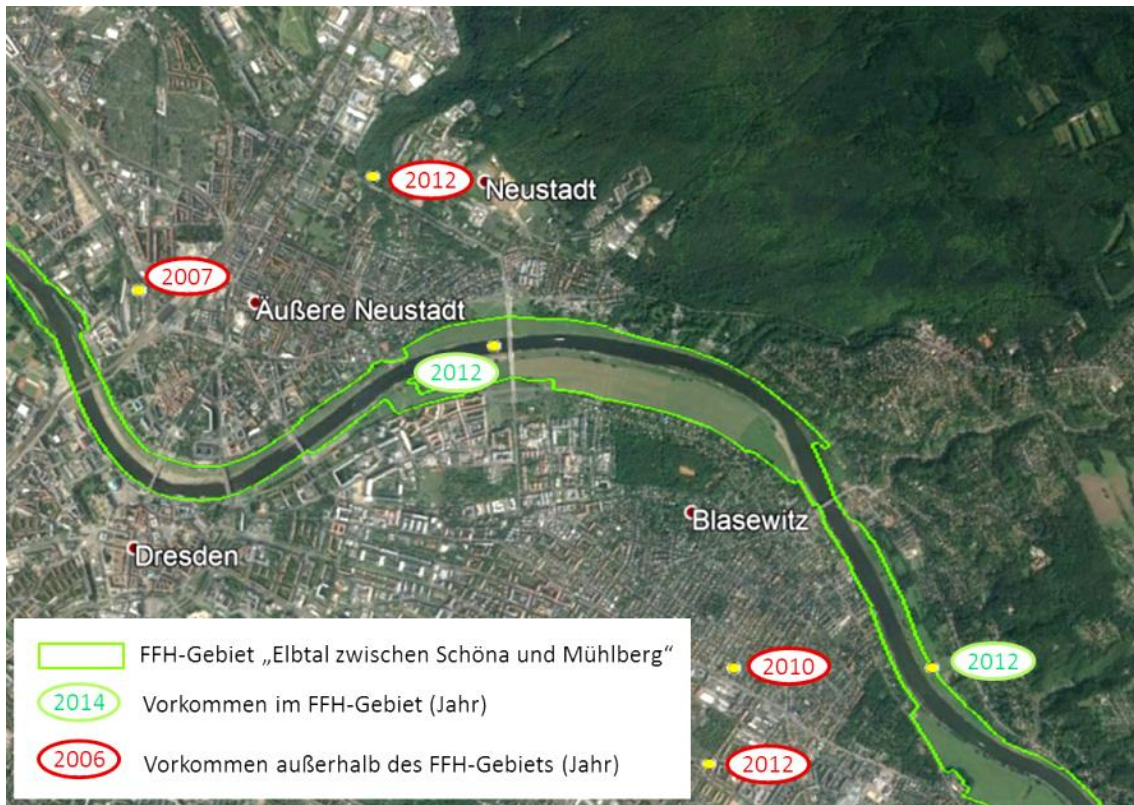 2012
Neustadt
2007
Äußere Neustadt
2012
Blasewitz
Dresden
2010
2012
2012
FFH-Gebiet „Elbtal zwischen Schöna und Mühlberg“
2014 Vorkommen im FFH-Gebiet (Jahr)
2006 Vorkommen außerhalb des FFH-Gebiets (Jahr)